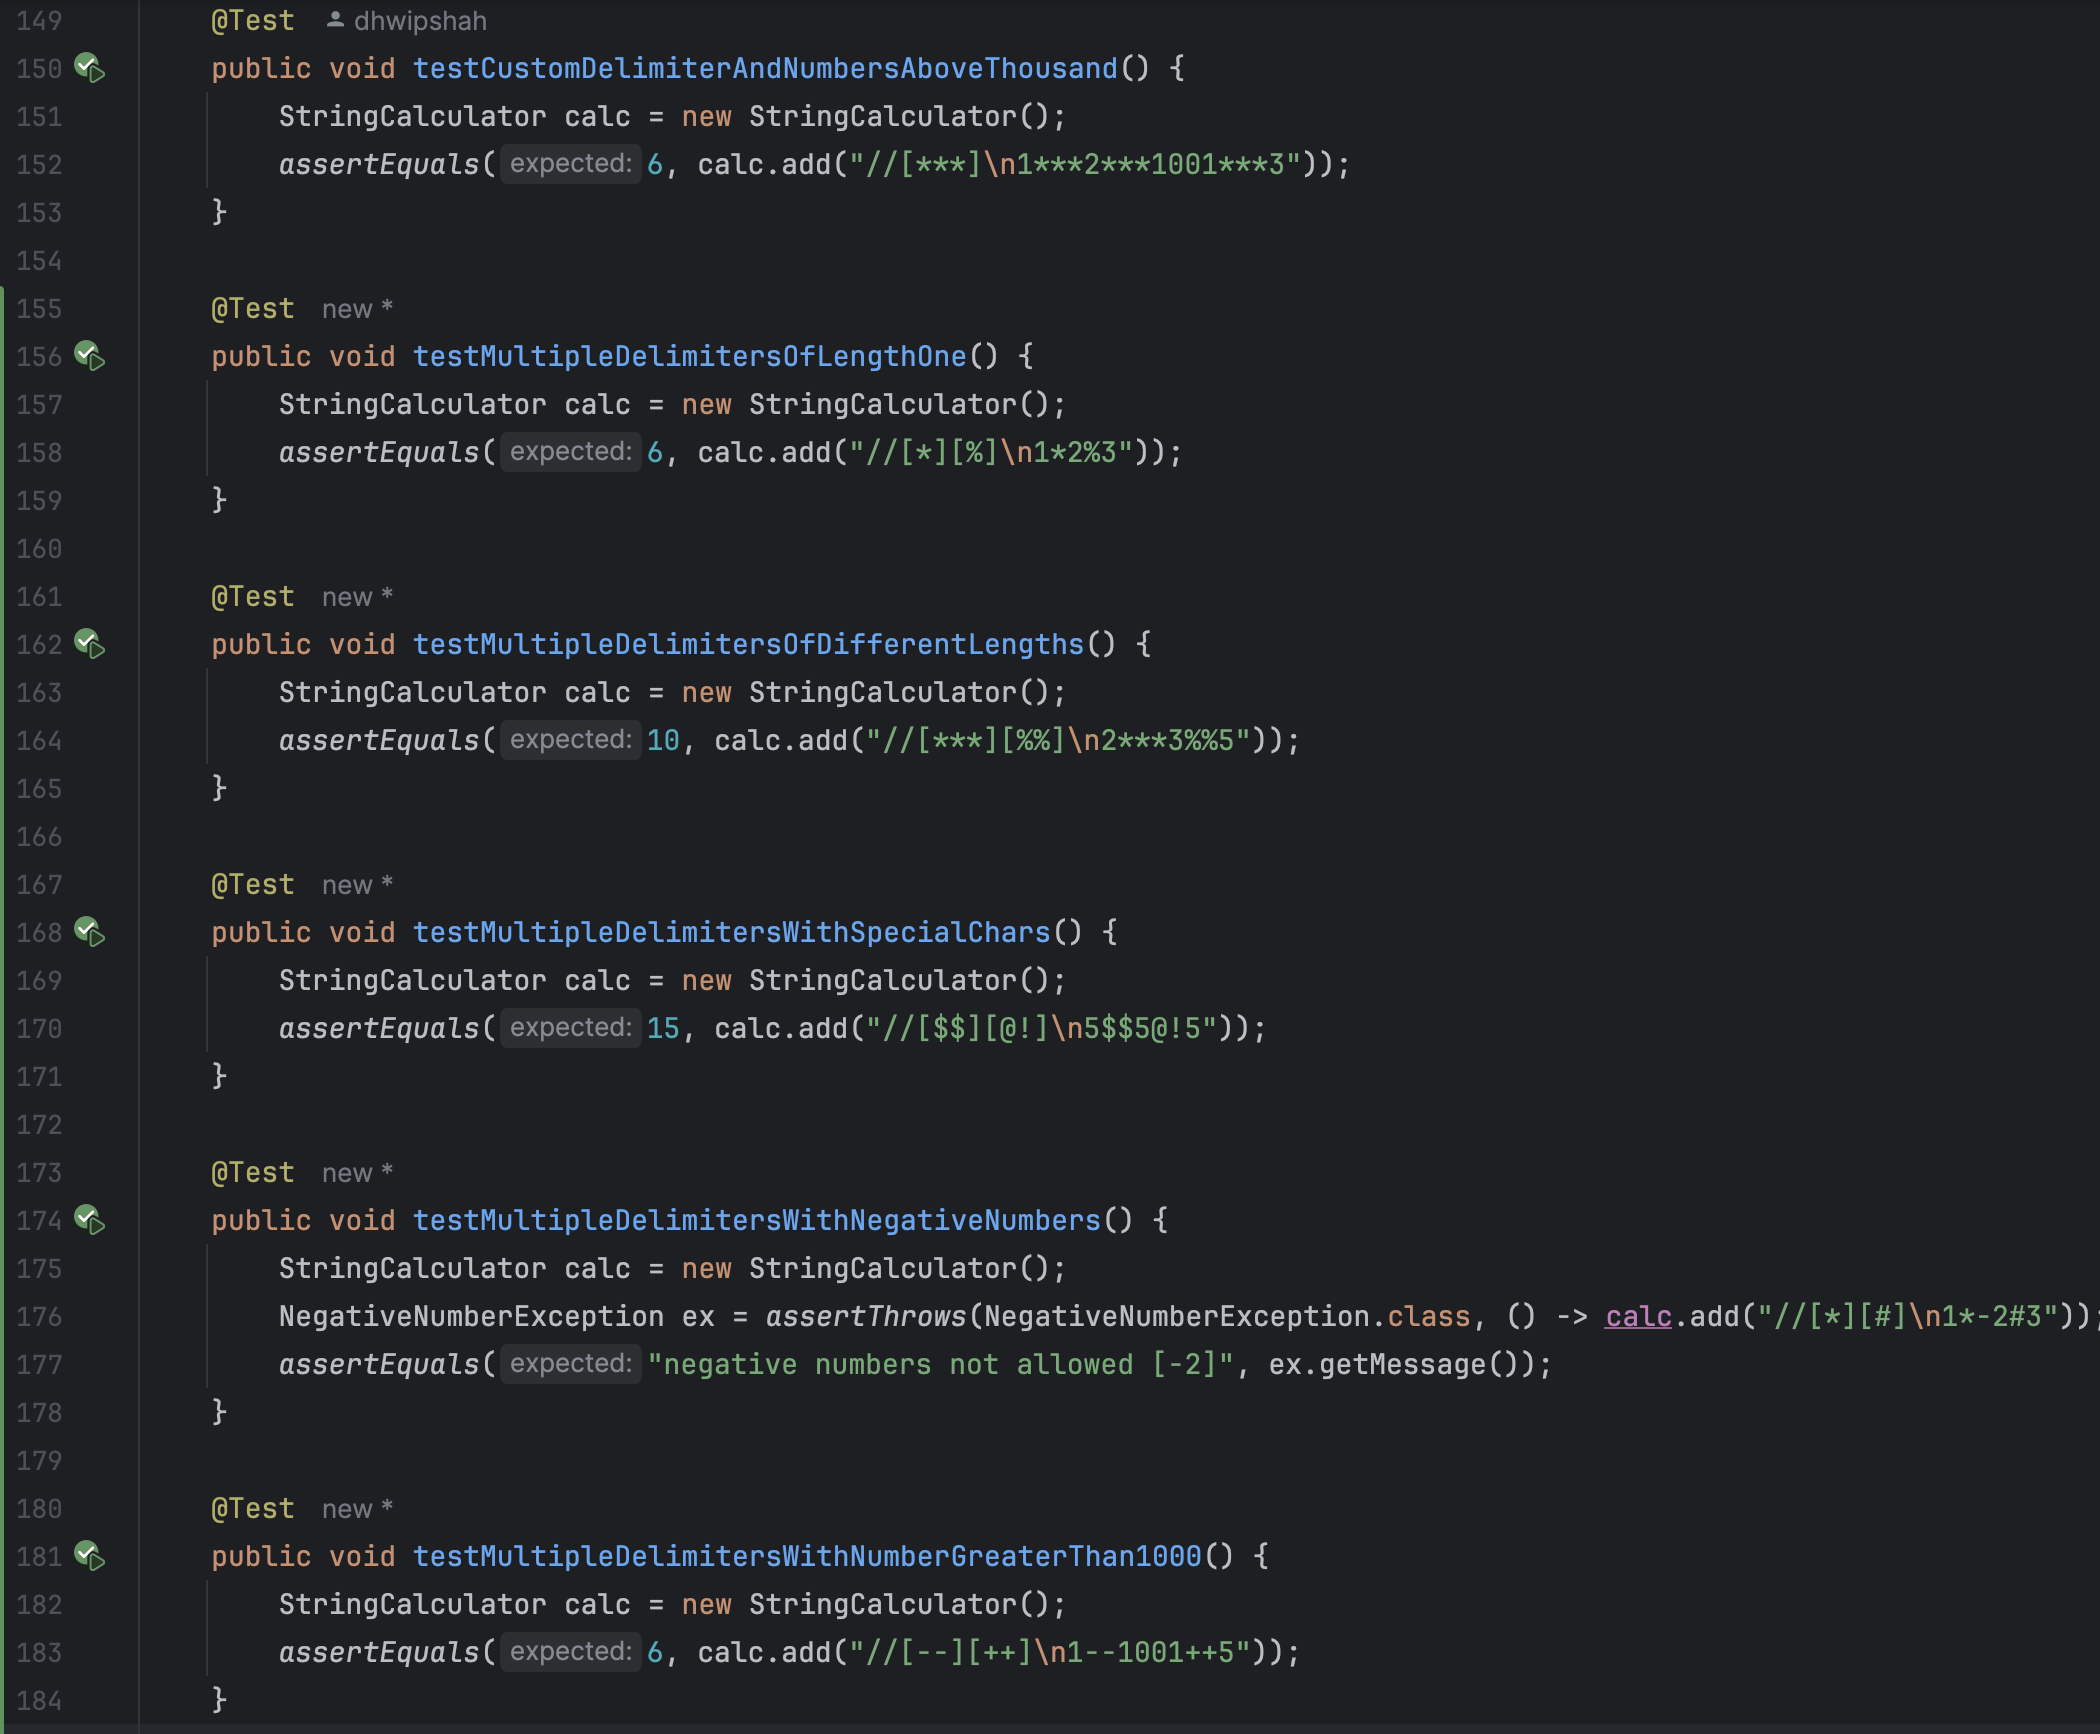 149 @Test dhwipshah
150 public void testCustomDelimiterAndNumbersAboveThousand() {
151 StringCalculator calc = new StringCalculator();
152 assertEquals( expected: 6, calc.add("//[***]\n1***2***1001***3"));
153 }
154
155 @Test new *
156 public void testMultipleDelimitersOfLengthOne() {
157 StringCalculator calc = new StringCalculator();
158 assertEquals( expected: 6, calc.add("//[*][%]\n1*2%3"));
159 }
160
161 @Test new *
162 public void testMultipleDelimitersOfDifferentLengths() {
163 StringCalculator calc = new StringCalculator();
164 assertEquals( expected: 10, calc.add("//[***][%%]\n2***3%%5"));
165 }
166
167 @Test new *
168 public void testMultipleDelimitersWithSpecialChars() {
169 StringCalculator calc = new StringCalculator();
170 assertEquals( expected: 15, calc.add("//[$$][@!]\n5$$5@!5"));
171 }
172
173 @Test new *
174 public void testMultipleDelimitersWithNegativeNumbers() {
175 StringCalculator calc = new StringCalculator();
176 NegativeNumberException ex = assertThrows(NegativeNumberException.class, () -> calc.add("//[*][#]\n1*-2#3"));
177 assertEquals( expected: "negative numbers not allowed [-2]", ex.getMessage());
178 }
179
180 @Test new *
181 public void testMultipleDelimitersWithNumberGreaterThan1000() {
182 StringCalculator calc = new StringCalculator();
183 assertEquals( expected: 6, calc.add("//[--][++]\n1--1001++5"));
184 }